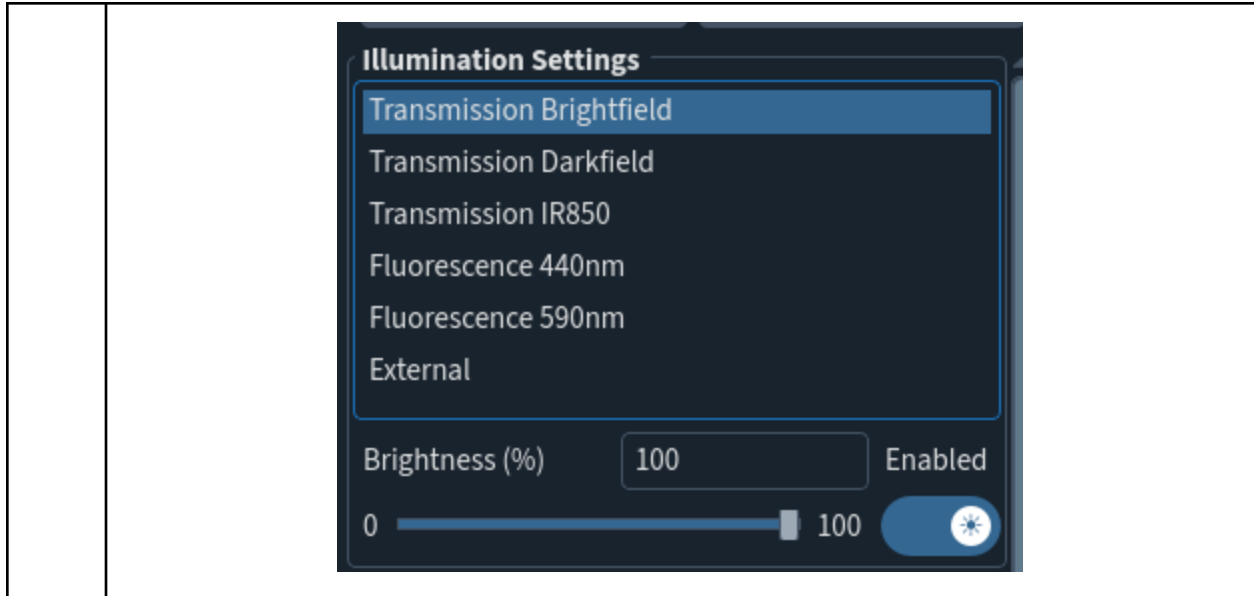 Illumination Settings
Transmission Brightfield
Transmission Darkfield
Transmission IR850
Fluorescence 440nm
Fluorescence 590nm
External
Brightness (%) 100 Enabled
0 100